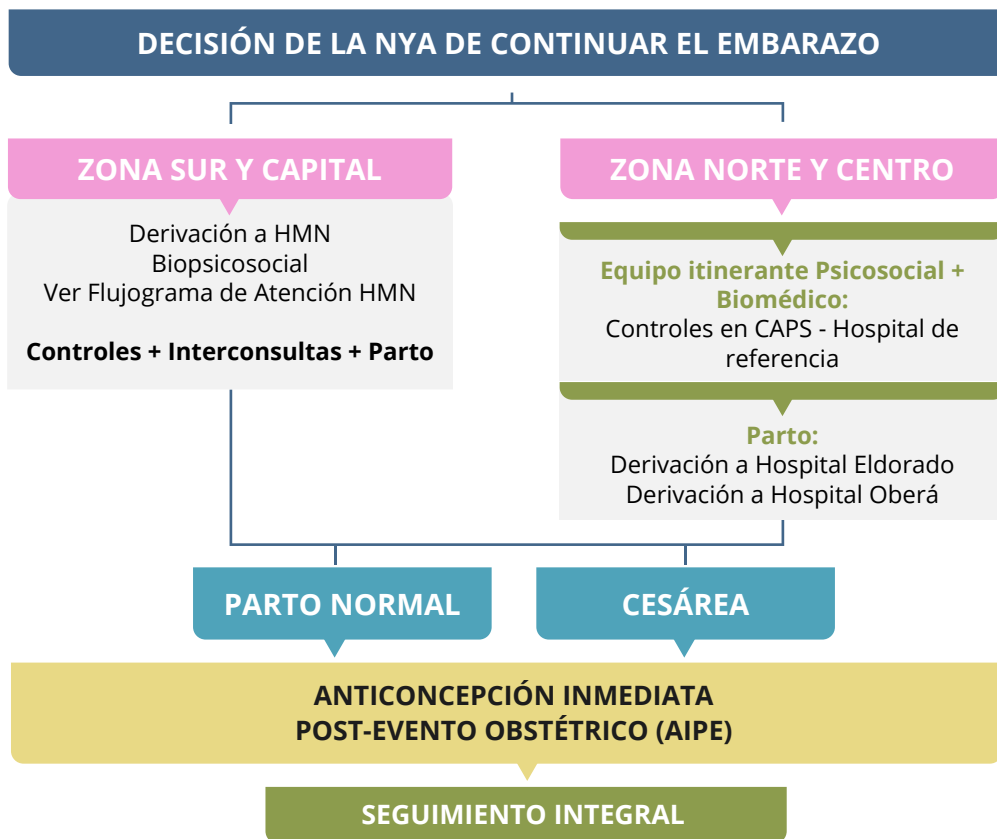 DECISIÓN DE LA NYA DE CONTINUAR EL EMBARAZO
ZONA SUR Y CAPITAL
Derivación a HMN
Biopsicosocial
Ver Flujograma de Atención HMN
Controles + Interconsultas + Parto
ZONA NORTE Y CENTRO
Equipo itinerante Psicosocial +
Biomédico:
Controles en CAPS - Hospital de
referencia
Parto:
Derivación a Hospital Eldorado
Derivación a Hospital Oberá
PARTO NORMAL
CESÁREA
ANTICONCEPCIÓN INMEDIATA
POST-EVENTO OBSTÉTRICO (AIPE)
SEGUIMIENTO INTEGRAL